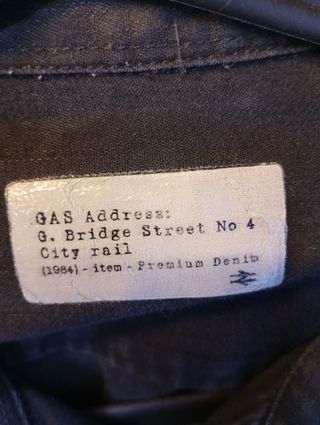 GAS Address:
G. Bridge Street No 4
City rail
(1984) - item - Premium Denim